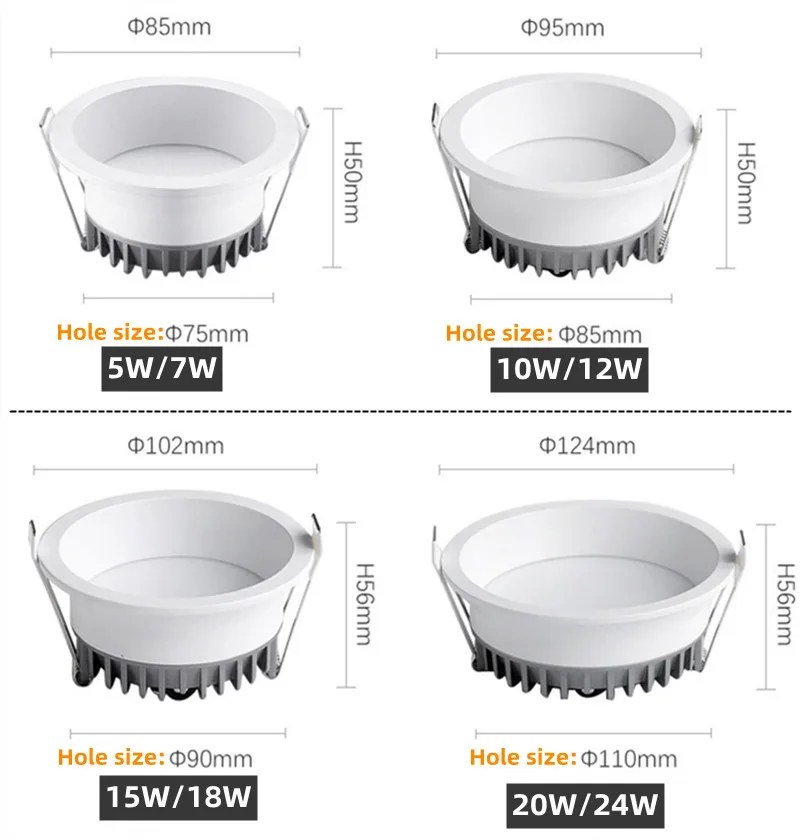 Φ85mm
Φ95mm
H50mm
H50mm
Hole size:Φ75mm
Hole size: Φ85mm
5W/7W
10W/12W
Φ102mm
Φ124mm
H56mm
H56mm
Hole size: Φ90mm
Hole size: Φ110mm
15W/18W
20W/24W